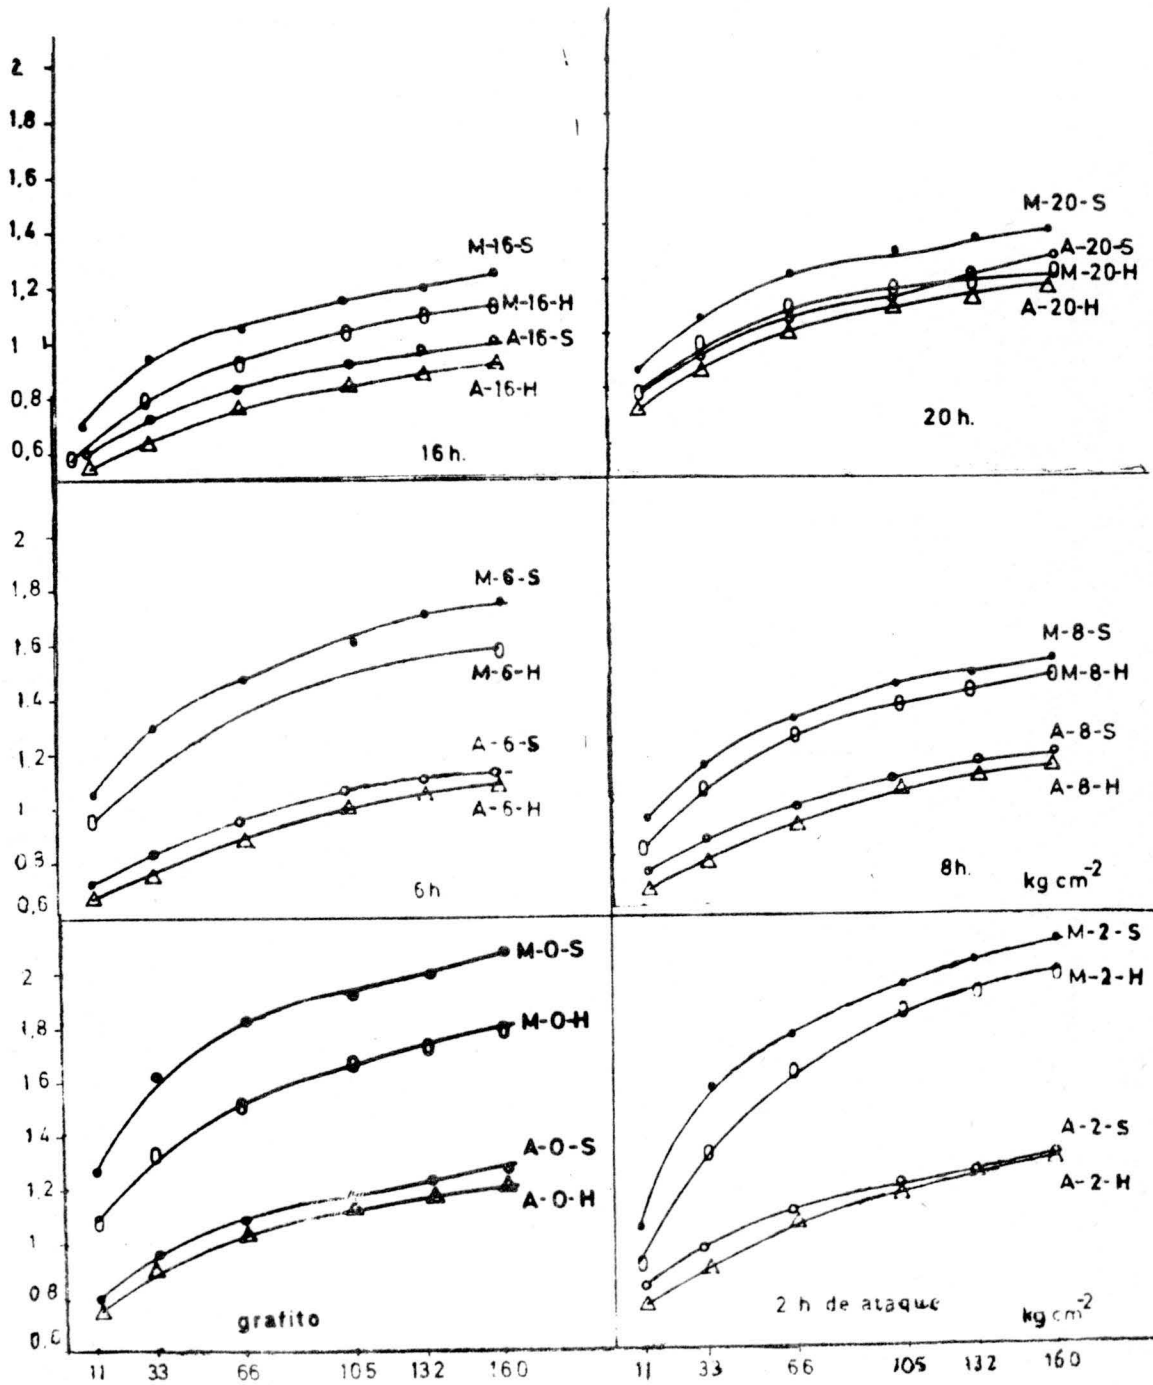 2
1,8
1,6
1,4
1,2
1
0,8
0,6
M-16-S
M-16-H
A-16-S
A-16-H
16 h.
M-20-S
A-20-S
M-20-H
A-20-H
20 h.
2
1,8
1,6
1,4
1,2
1
0,8
0,6
M-6-S
M-6-H
A-6-S
A-6-H
6 h
M-8-S
M-8-H
A-8-S
A-8-H
8h.
kg cm-2
2
1,8
1 6
1 4
1,2
1
0 8
0,6
M-0-S
M-0-H
A-0-S
A-0-H
grafito
M-2-S
M-2-H
A-2-S
A-2-H
2 h de ataque
kg cm-2
11 33 66 105 132 160
11 33 66 105 132 160